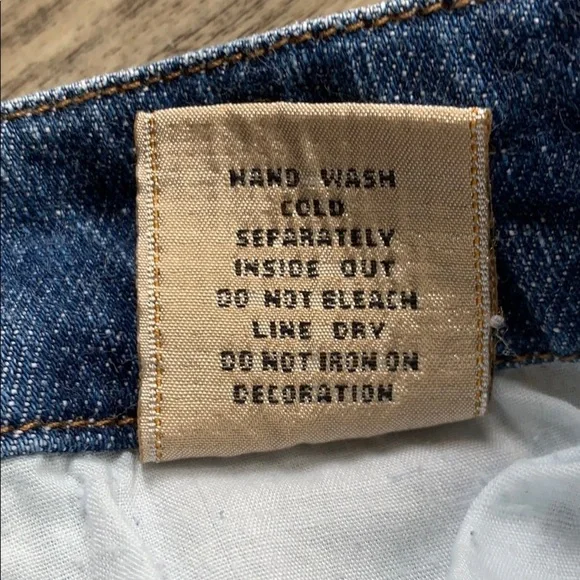 HAND WASH
COLD
SEPARATELY
INSIDE OUT
DO NOT BLEACH
LINE DRY
DO NOT IRON ON
DECORATION